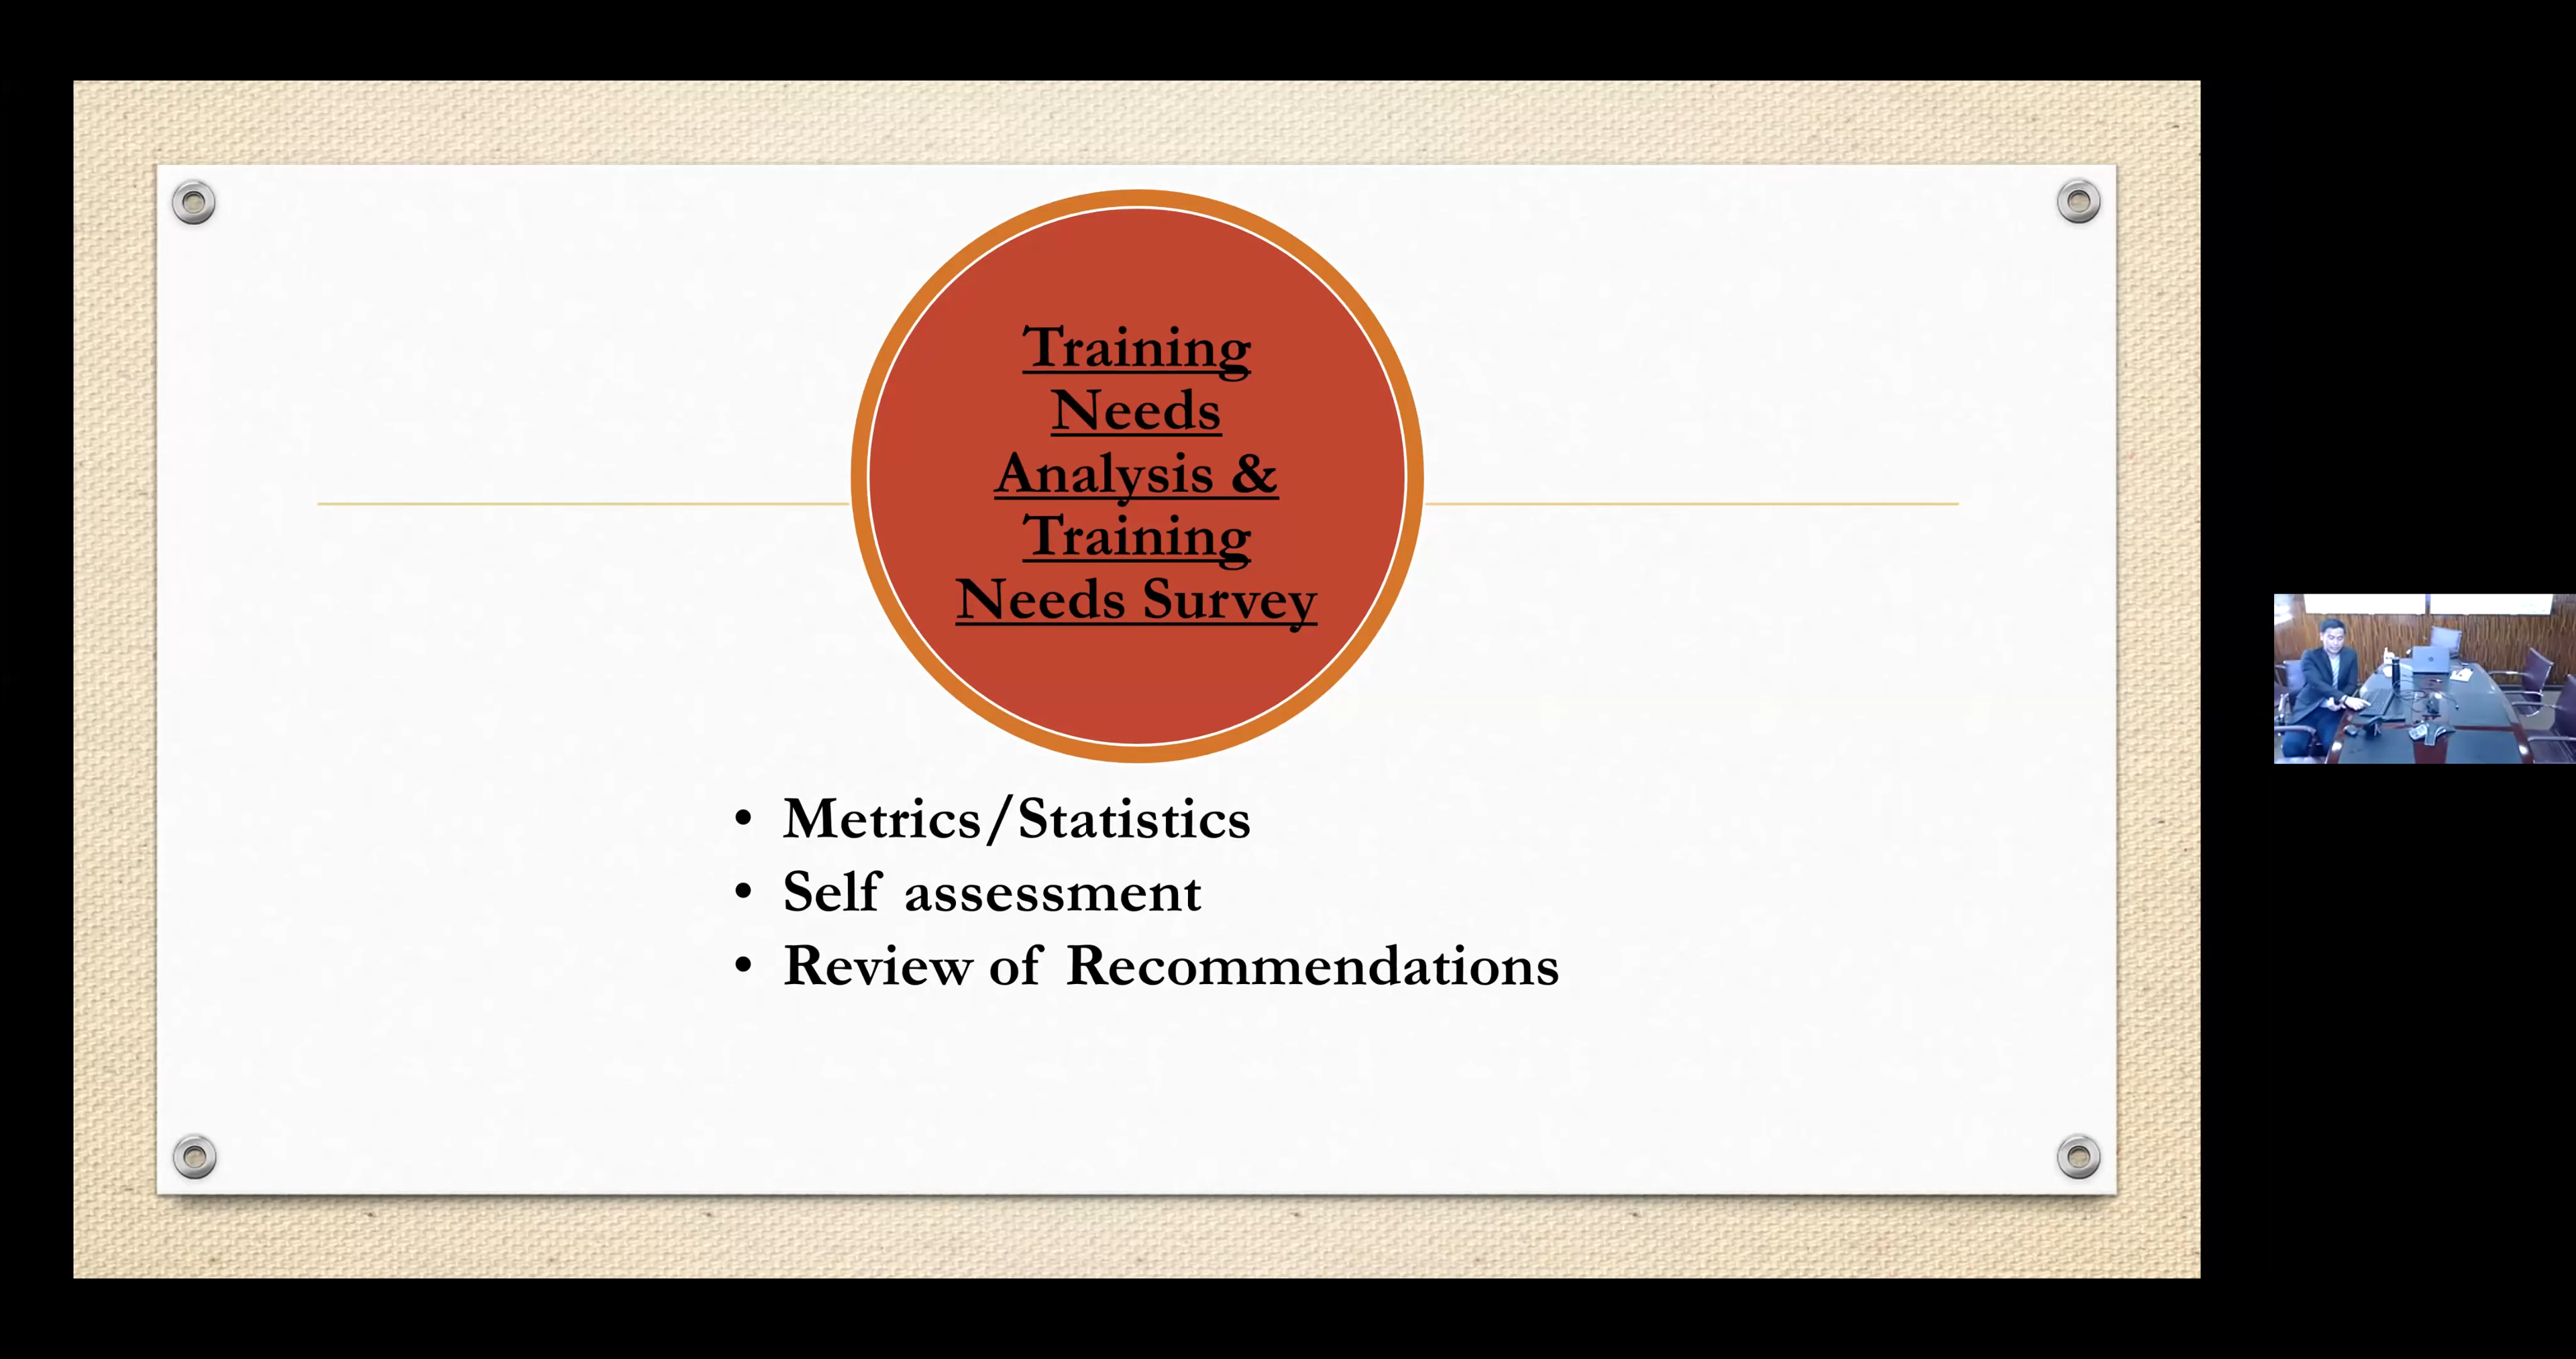 Training
Needs
Analysis &
Training
Needs Survey
• Metrics/Statistics
• Self assessment
• Review of Recommendations